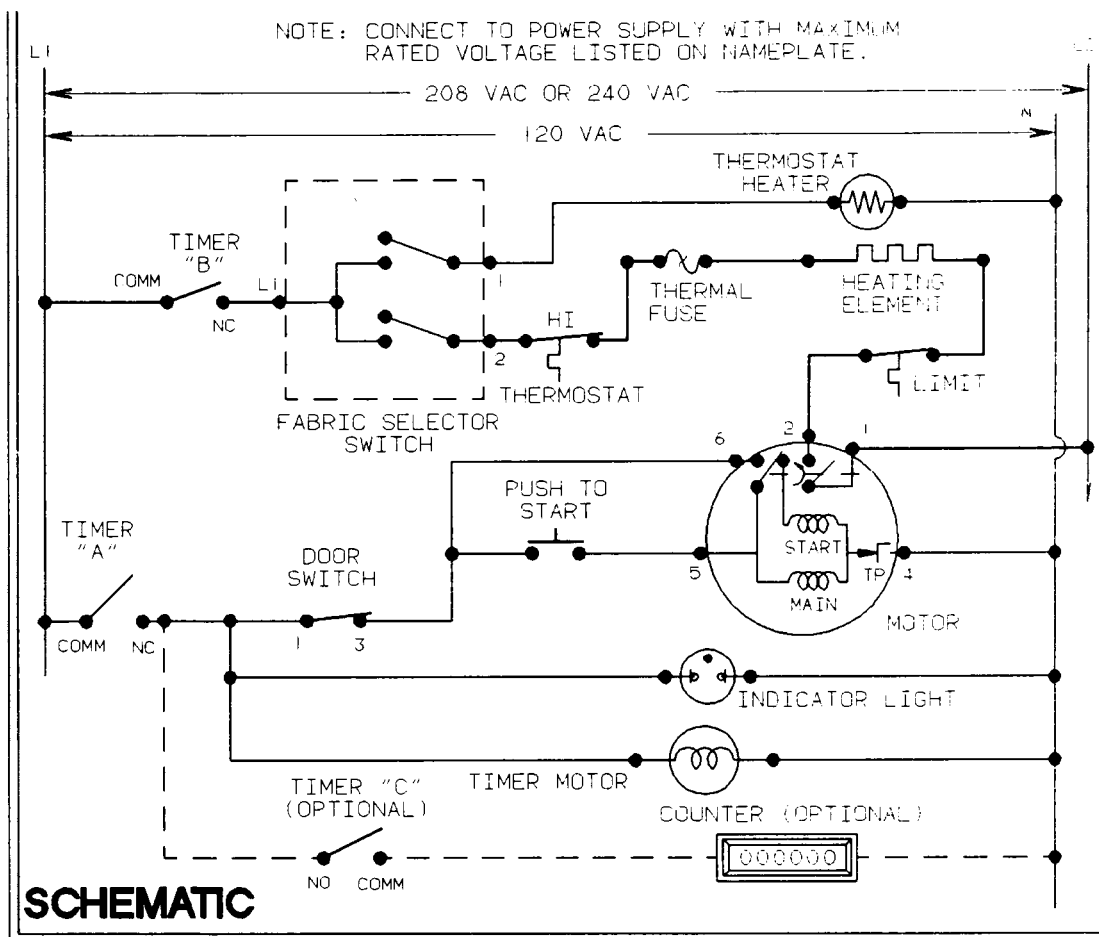 NOTE: CONNECT TO POWER SUPPLY WITH MAXIMUM
RATED VOLTAGE LISTED ON NAMEPLATE.
L1
208 VAC OR 240 VAC
120 VAC
N
THERMOSTAT
HEATER
TIMER
"B"
COMM
NC
L1
1
2
HI
THERMOSTAT
THERMAL
FUSE
HEATING
ELEMENT
LIMIT
FABRIC SELECTOR
SWITCH
6
2
1
PUSH TO
START
TIMER
"A"
COMM
NC
DOOR
SWITCH
1
3
5
START
MAIN
TP
4
MOTOR
INDICATOR LIGHT
TIMER MOTOR
TIMER "C"
(OPTIONAL)
NO
COMM
COUNTER (OPTIONAL)
000000
SCHEMATIC